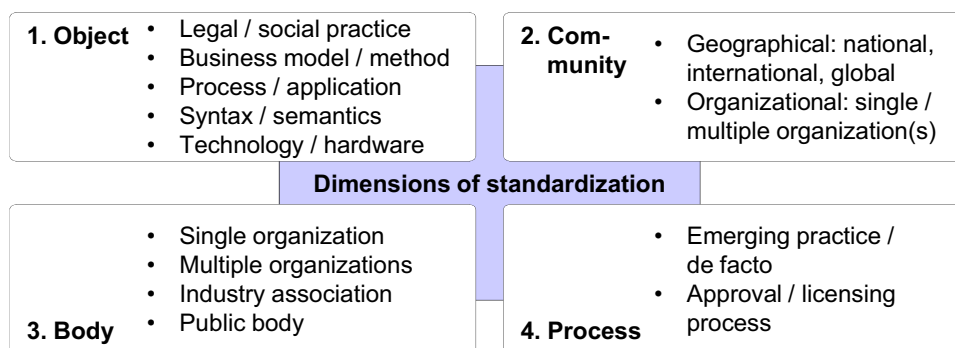 1. Object
• Legal / social practice
• Business model / method
• Process / application
• Syntax / semantics
• Technology / hardware
2. Com-
munity
• Geographical: national,
international, global
• Organizational: single /
multiple organization(s)
Dimensions of standardization
• Single organization
• Multiple organizations
• Industry association
• Public body
3. Body
• Emerging practice /
de facto
• Approval / licensing
process
4. Process